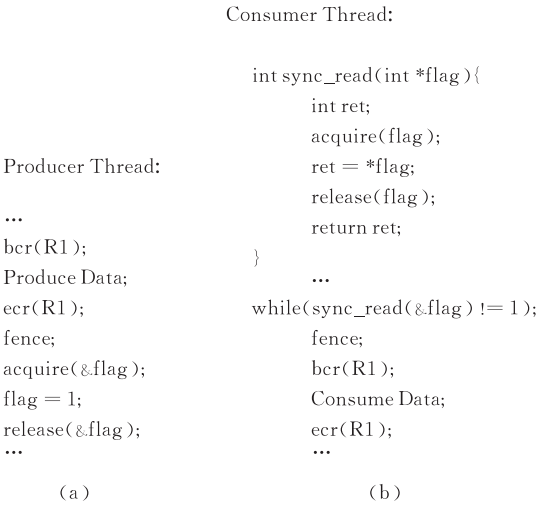 Producer Thread:
…
bcr(R1);
Produce Data;
ecr(R1);
fence;
acquire(&flag);
flag = 1;
release(&flag);
…
(a)
Consumer Thread:
int sync_read(int *flag){
int ret;
acquire(flag);
ret = *flag;
release(flag);
return ret;
}
…
while(sync_read(&flag) != 1);
fence;
bcr(R1);
Consume Data;
ecr(R1);
…
(b)